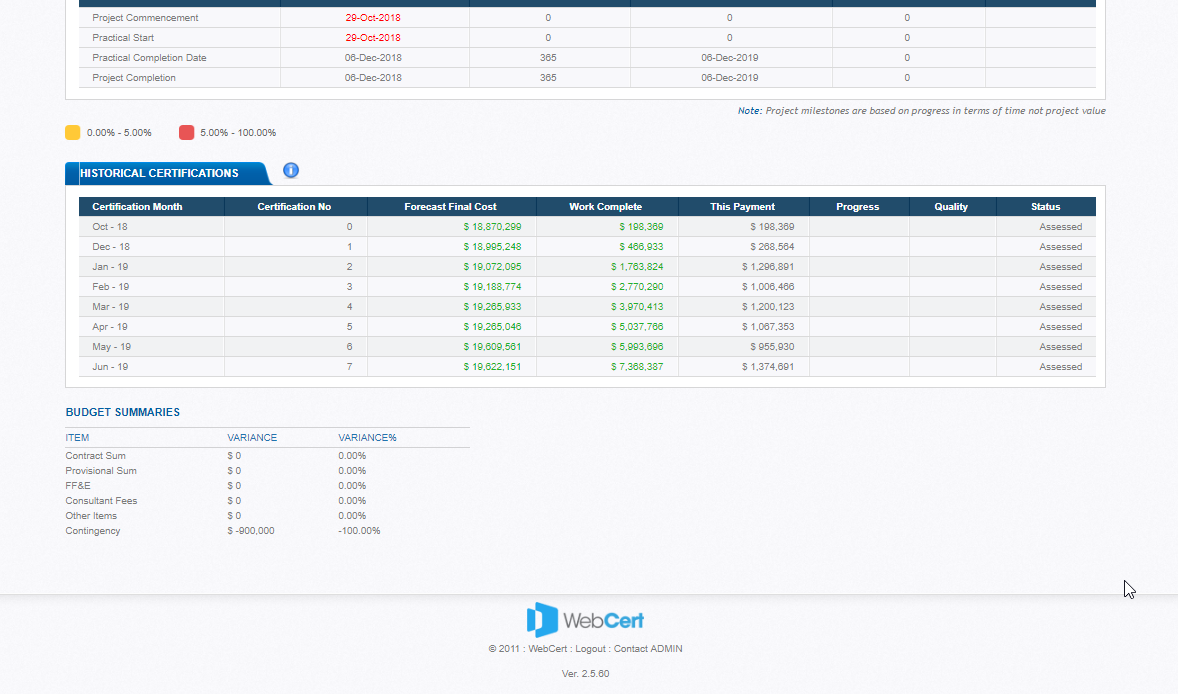 Project Commencement 29-Oct-2018 0 0 0
Practical Start 29-Oct-2018 0 0 0
Practical Completion Date 06-Dec-2018 365 06-Dec-2019 0
Project Completion 06-Dec-2018 365 06-Dec-2019 0
Note: Project milestones are based on progress in terms of time not project value
0.00% - 5.00% 5.00% - 100.00%
HISTORICAL CERTIFICATIONS
Certification Month Certification No Forecast Final Cost Work Complete This Payment Progress Quality Status
Oct - 18 0 $ 18,870,299 $ 198,369 $ 198,369 Assessed
Dec - 18 1 $ 18,995,248 $ 466,933 $ 268,564 Assessed
Jan - 19 2 $ 19,072,095 $ 1,763,824 $ 1,296,891 Assessed
Feb - 19 3 $ 19,188,774 $ 2,770,290 $ 1,006,466 Assessed
Mar - 19 4 $ 19,265,933 $ 3,970,413 $ 1,200,123 Assessed
Apr - 19 5 $ 19,265,046 $ 5,037,766 $ 1,067,353 Assessed
May - 19 6 $ 19,609,561 $ 5,993,696 $ 955,930 Assessed
Jun - 19 7 $ 19,622,151 $ 7,368,387 $ 1,374,691 Assessed
BUDGET SUMMARIES
ITEM VARIANCE VARIANCE%
Contract Sum $ 0 0.00%
Provisional Sum $ 0 0.00%
FF&E $ 0 0.00%
Consultant Fees $ 0 0.00%
Other Items $ 0 0.00%
Contingency $ -900,000 -100.00%
WebCert
© 2011 : WebCert : Logout : Contact ADMIN
Ver. 2.5.60